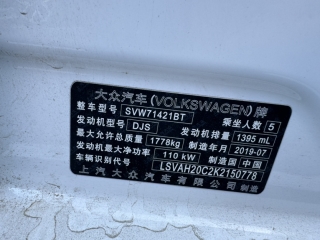 大众汽车(VOLKSWAGEN)牌
整车型号 SVW71421BT 乘坐人数 5
发动机型号 DJS 发动机排量 1395 mL
最大允许总质量 1778kg 制造年月 2019-07
发动机最大净功率 110 kW 制造国 中国
车辆识别代号 LSVAH20C2K2150778
上汽大众汽车有限公司